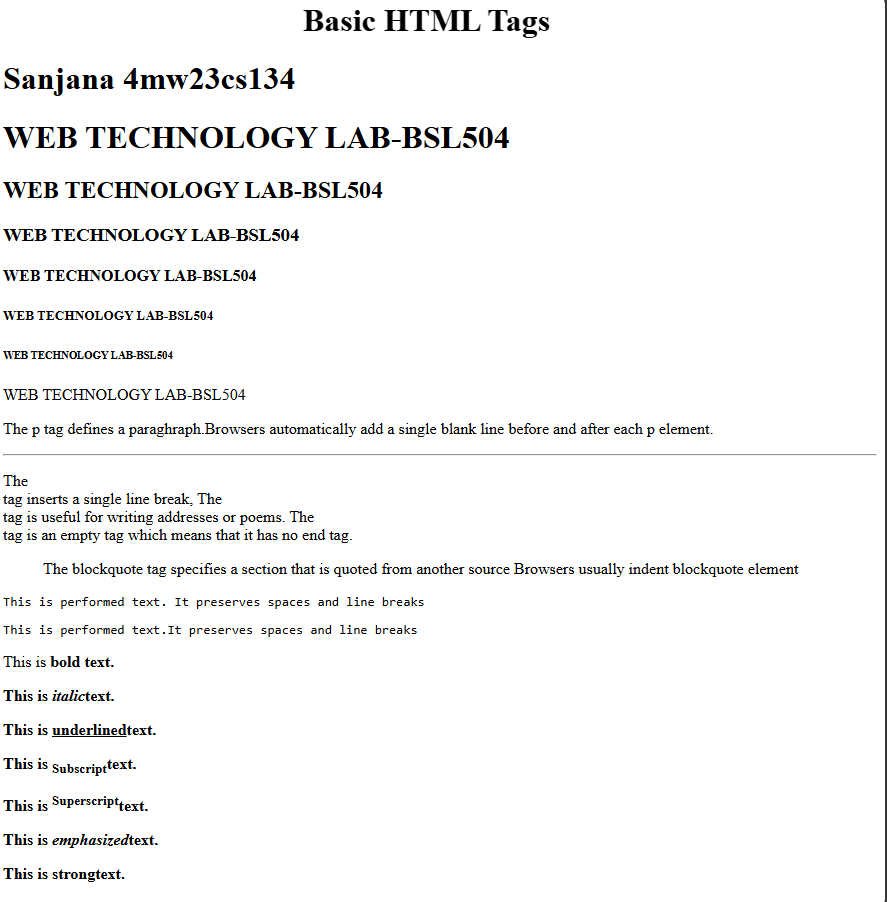 Basic HTML Tags
Sanjana 4mw23cs134
WEB TECHNOLOGY LAB-BSL504
WEB TECHNOLOGY LAB-BSL504
WEB TECHNOLOGY LAB-BSL504
WEB TECHNOLOGY LAB-BSL504
WEB TECHNOLOGY LAB-BSL504
WEB TECHNOLOGY LAB-BSL504
WEB TECHNOLOGY LAB-BSL504
The p tag defines a paraghraph.Browsers automatically add a single blank line before and after each p element.
The
tag inserts a single line break, The
tag is useful for writing addresses or poems. The
tag is an empty tag which means that it has no end tag.
The blockquote tag specifies a section that is quoted from another source Browsers usually indent blockquote element
This is performed text. It preserves spaces and line breaks
This is performed text.It preserves spaces and line breaks
This is bold text.
This is italictext.
This is underlinedtext.
This is Subscripttext.
This is Superscripttext.
This is emphasizedtext.
This is strongtext.